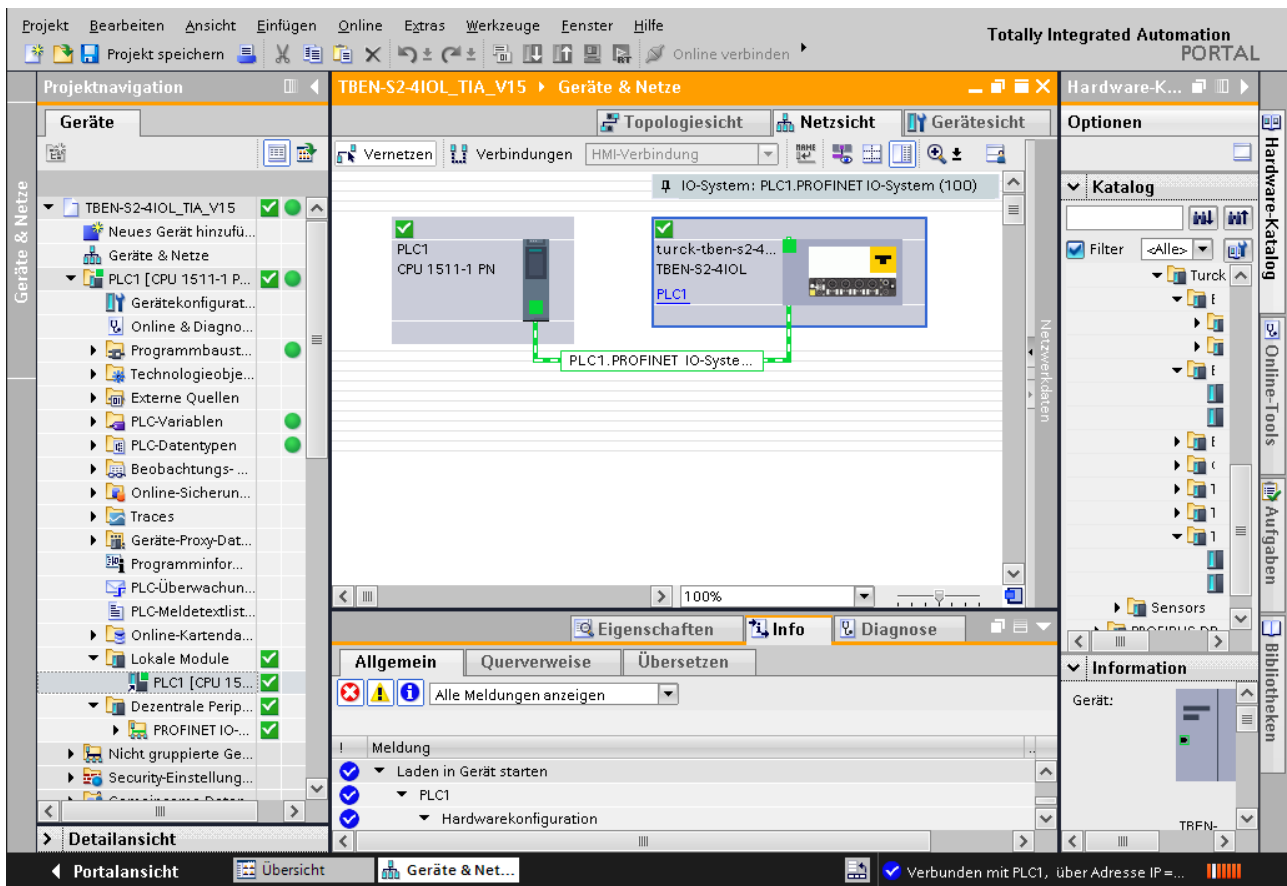 Projekt Bearbeiten Ansicht Einfügen Online Extras Werkzeuge Fenster Hilfe
Totally Integrated Automation
PORTAL
Projekt speichern
Online verbinden
Projektnavigation
TBEN-S2-4IOL_TIA_V15 Geräte & Netze
Hardware-K...
Geräte
Topologiesicht Netzsicht Gerätesicht
Optionen
Vernetzen Verbindungen HMI-Verbindung
IO-System: PLC1.PROFINET IO-System (100)
Katalog
Filter <Alle>
Turck
Sensors
Geräte & Netze
TBEN-S2-4IOL_TIA_V15
Neues Gerät hinzufü...
Geräte & Netze
PLC1 [CPU 1511-1 P...
Gerätekonfigurat...
Online & Diagno...
Programmbaust...
Technologieobje...
Externe Quellen
PLC-Variablen
PLC-Datentypen
Beobachtungs- ...
Online-Sicherun...
Traces
Geräte-Proxy-Dat...
Programminfor...
PLC-Überwachun...
PLC-Meldetextlist...
Online-Kartenda...
Lokale Module
PLC1 [CPU 15...
Dezentrale Perip...
PROFINET IO-...
Nicht gruppierte Ge...
Security-Einstellung...
Detailansicht
PLC1
CPU 1511-1 PN
turck-tben-s2-4...
TBEN-S2-4IOL
PLC1
PLC1.PROFINET IO-Syste...
Netzwerkdaten
100%
Eigenschaften Info Diagnose
Allgemein Querverweise Übersetzen
Alle Meldungen anzeigen
! Meldung
Laden in Gerät starten
PLC1
Hardwarekonfiguration
Information
Gerät:
Hardware-Katalog
Online-Tools
Aufgaben
Bibliotheken
Portalansicht Übersicht Geräte & Net...
Verbunden mit PLC1, über Adresse IP=...